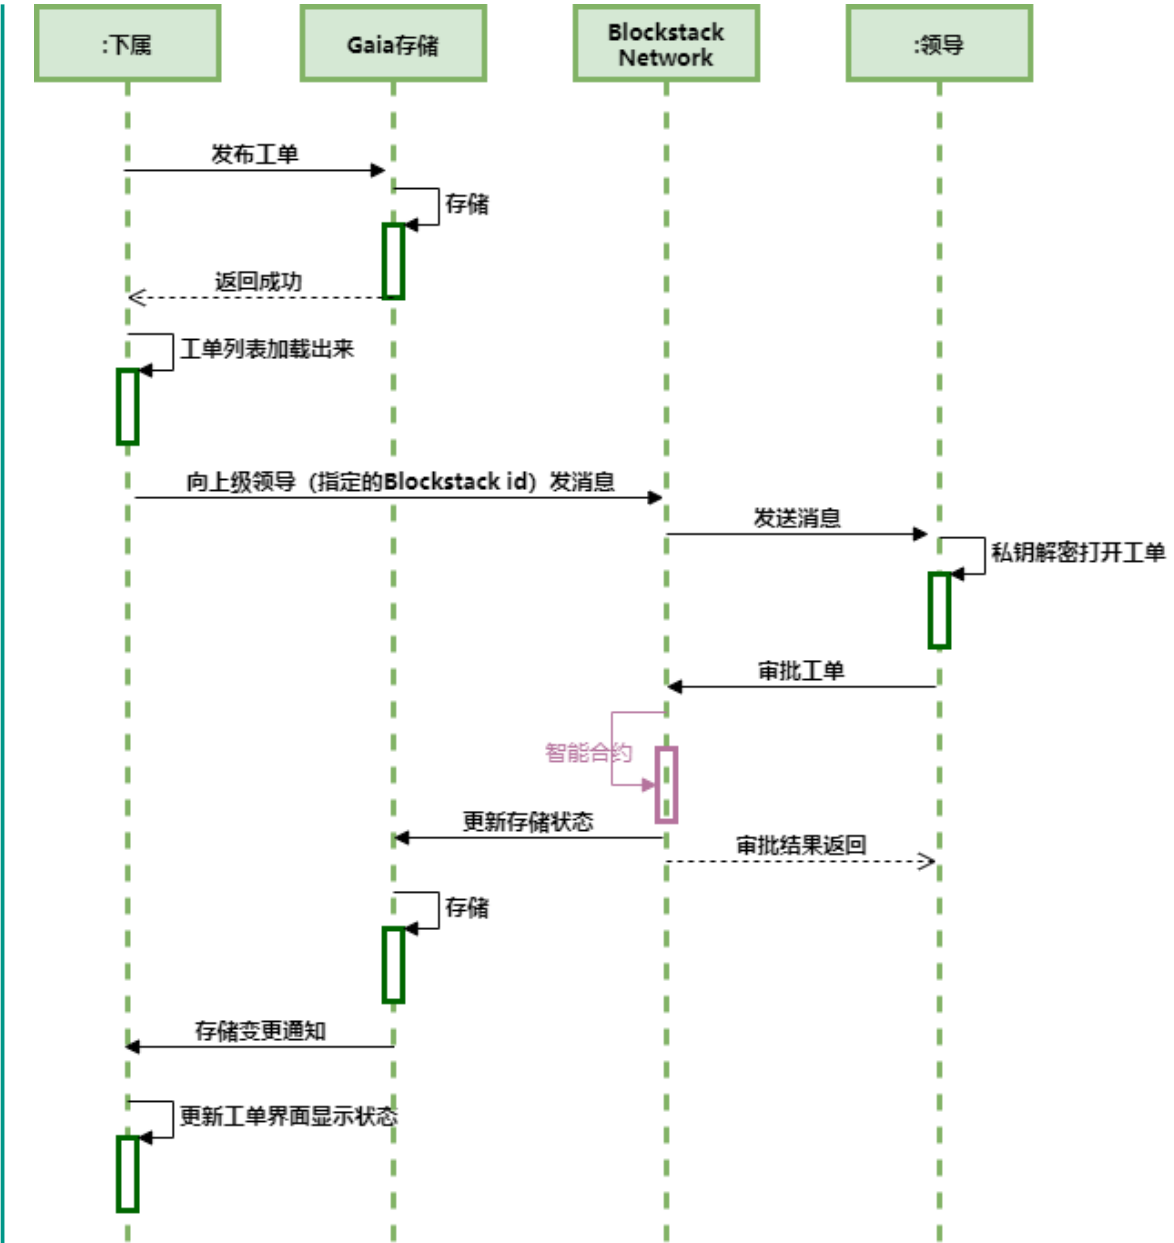 :下属
Gaia存储
Blockstack
Network
:领导
发布工单
存储
返回成功
工单列表加载出来
向上级领导（指定的Blockstack id）发消息
发送消息
私钥解密打开工单
审批工单
智能合约
更新存储状态
审批结果返回
存储
存储变更通知
更新工单界面显示状态